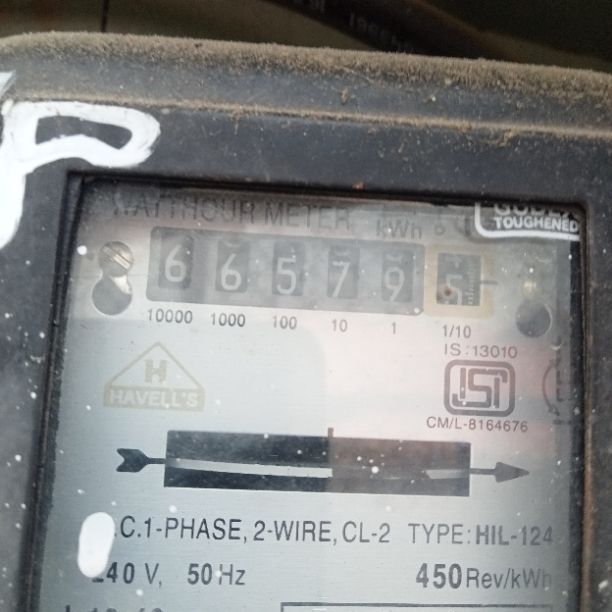 WATTHOUR METER kWh
TOUGHENED
6 6 5 7 9 5
10000 1000 100 10 1 1/10
IS:13010
H
HAVELL'S
ISI
CM/L-8164676
.C.1-PHASE, 2-WIRE, CL-2 TYPE: HIL-124
240 V, 50 Hz 450 Rev/kWh